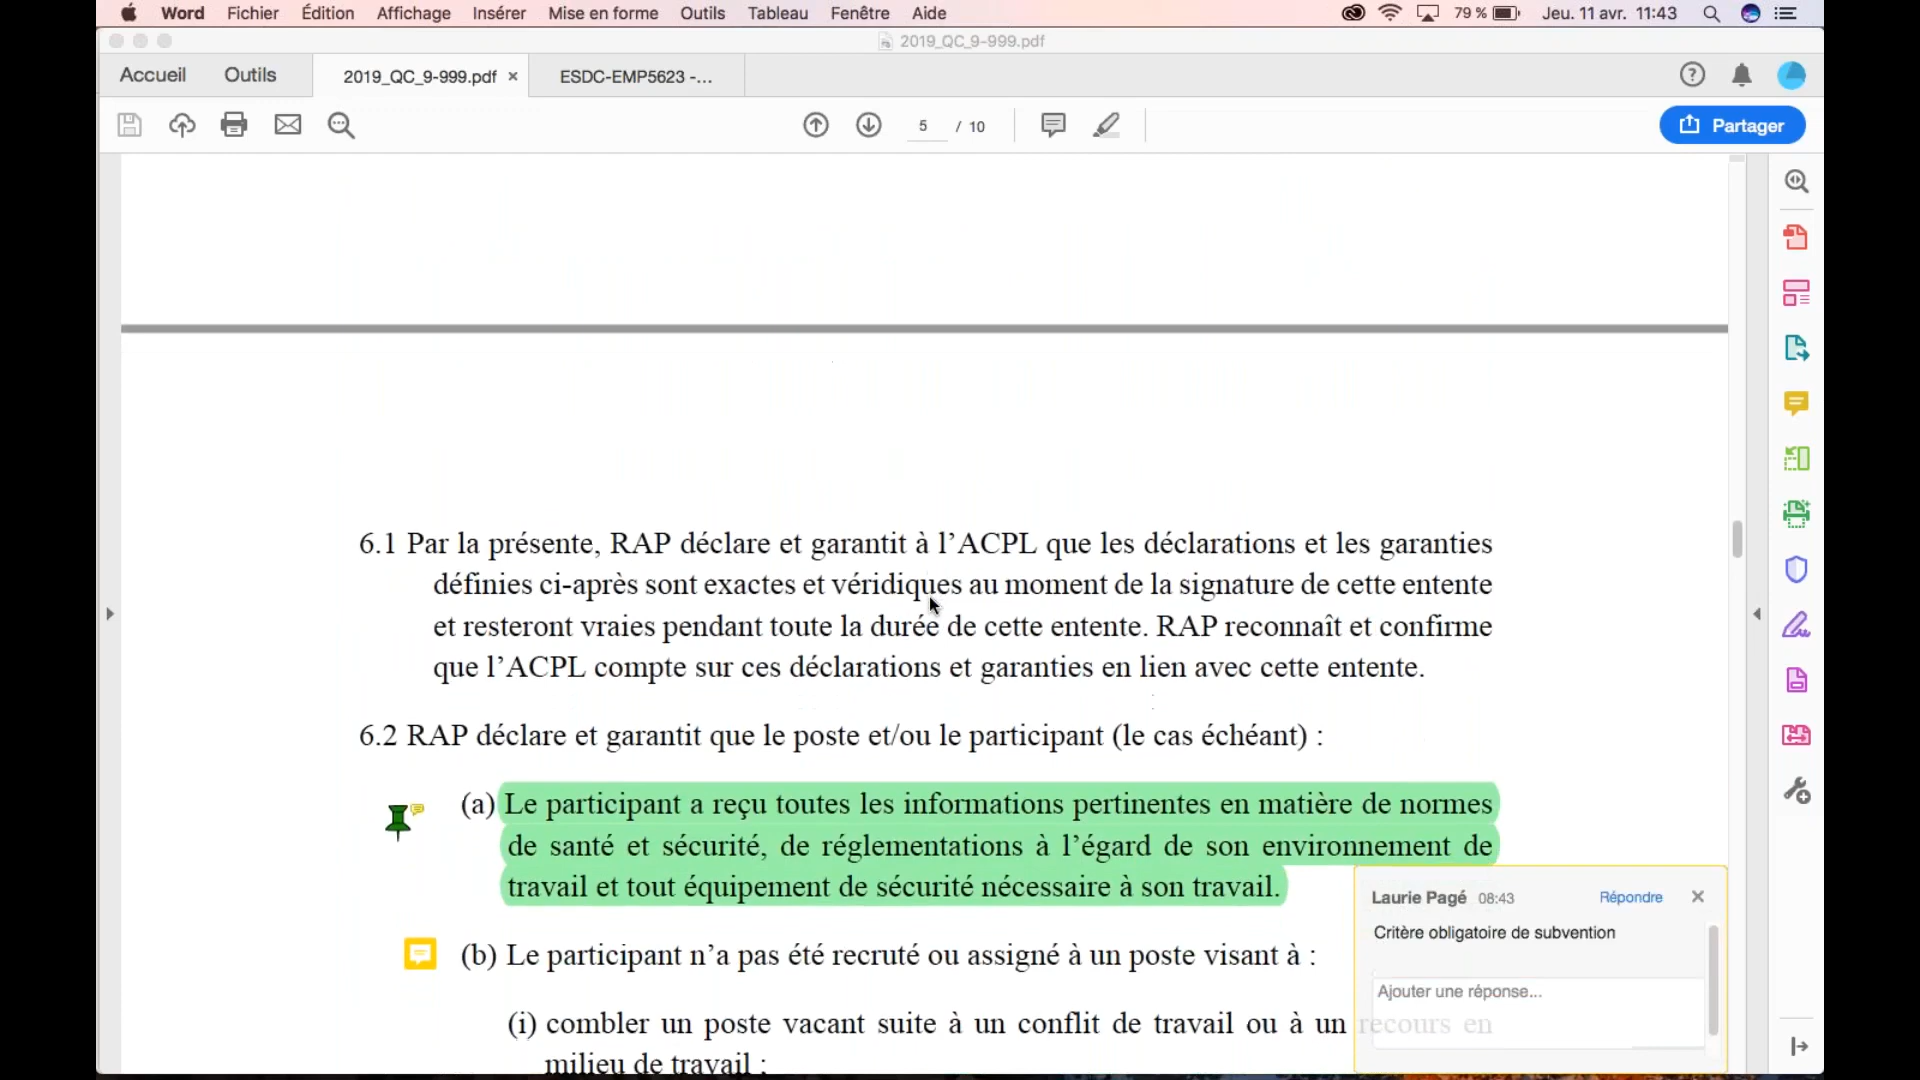 Word Fichier Édition Affichage Insérer Mise en forme Outils Tableau Fenêtre Aide 79 % Jeu. 11 avr. 11:43
2019_QC_9-999.pdf
Accueil Outils 2019_QC_9-999.pdf × ESDC-EMP5623 -...
5 / 10 Partager
6.1 Par la présente, RAP déclare et garantit à l’ACPL que les déclarations et les garanties
définies ci-après sont exactes et véridiques au moment de la signature de cette entente
et resteront vraies pendant toute la durée de cette entente. RAP reconnaît et confirme
que l’ACPL compte sur ces déclarations et garanties en lien avec cette entente.
6.2 RAP déclare et garantit que le poste et/ou le participant (le cas échéant) :
(a) Le participant a reçu toutes les informations pertinentes en matière de normes
de santé et sécurité, de réglementations à l’égard de son environnement de
travail et tout équipement de sécurité nécessaire à son travail.
Laurie Pagé 08:43 Répondre
Critère obligatoire de subvention
Ajouter une réponse...
(b) Le participant n’a pas été recruté ou assigné à un poste visant à :
(i) combler un poste vacant suite à un conflit de travail ou à un recours en
milieu de travail ;